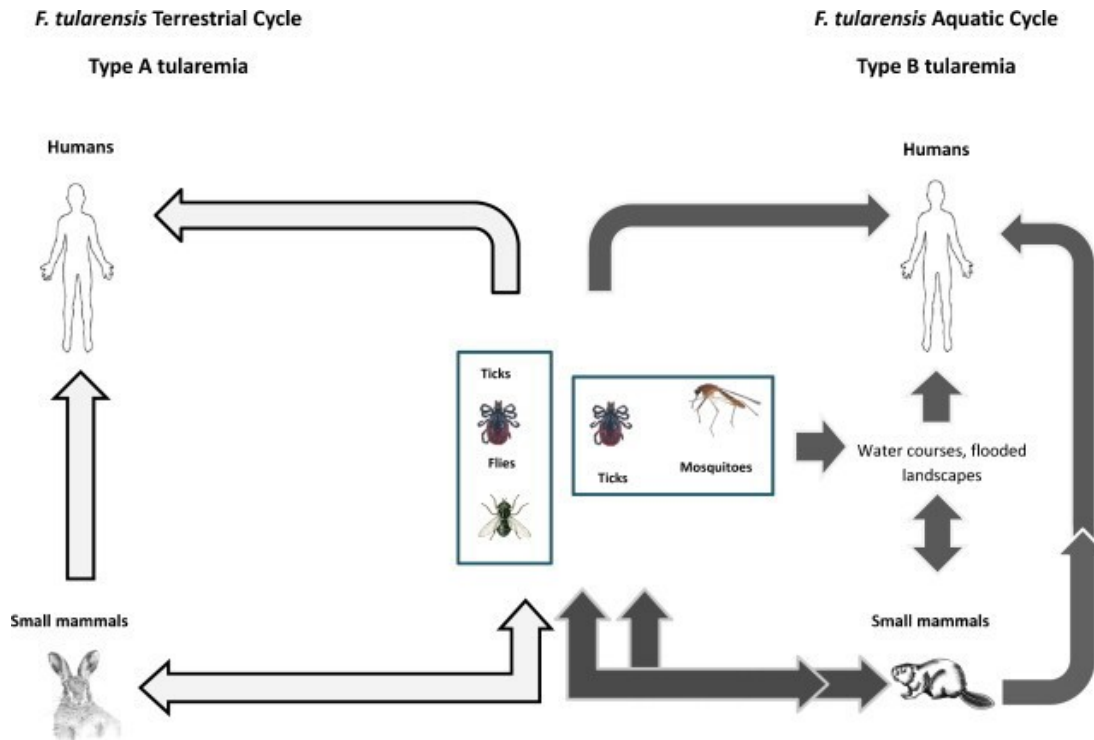 F. tularensis Terrestrial Cycle
Type A tularemia
F. tularensis Aquatic Cycle
Type B tularemia
Humans
Humans
Ticks
Flies
Ticks
Mosquitoes
Water courses, flooded
landscapes
Small mammals
Small mammals